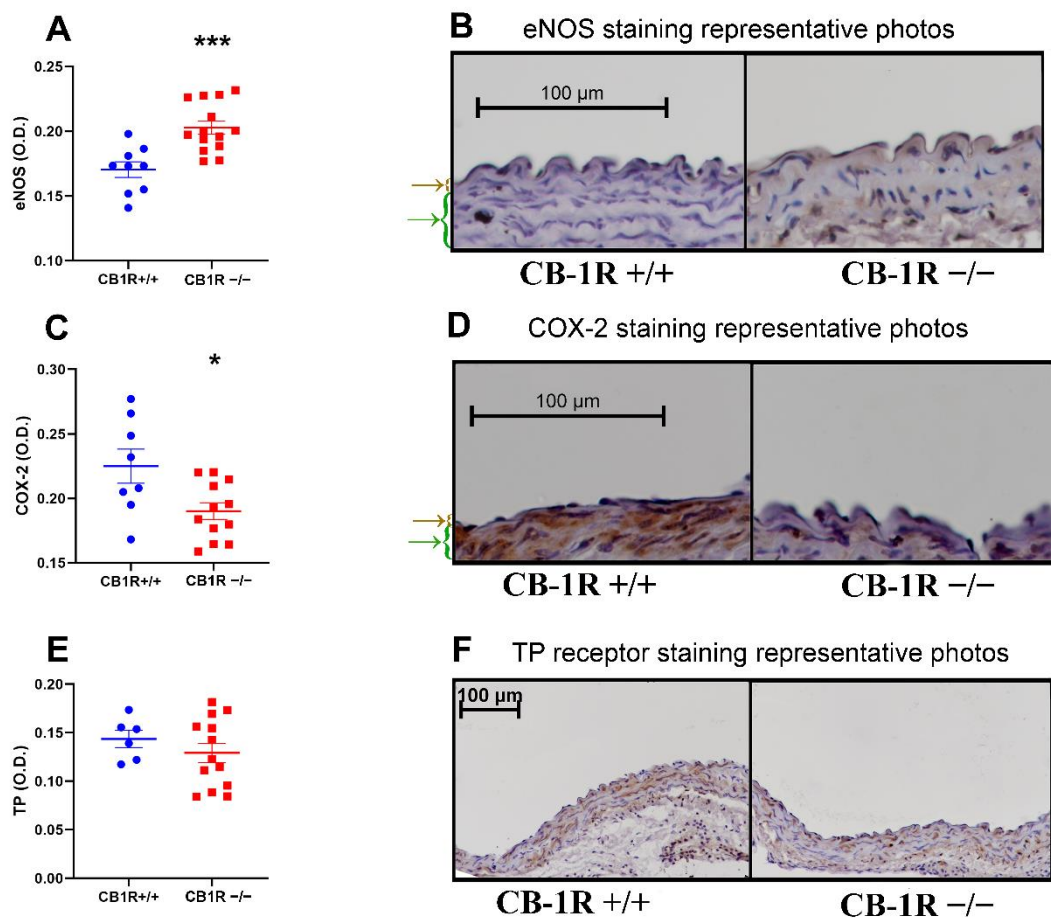 A
***
eNOS (O.D.)
0.25
0.20
0.15
0.10
CB1R+/+
CB1R −/−
B
eNOS staining representative photos
100 µm
CB-1R +/+
CB-1R −/−
C
*
COX-2 (O.D.)
0.30
0.25
0.20
0.15
CB1R+/+
CB1R −/−
D
COX-2 staining representative photos
100 µm
CB-1R +/+
CB-1R −/−
E
TP (O.D.)
0.20
0.15
0.10
0.05
0.00
CB1R+/+
CB1R −/−
F
TP receptor staining representative photos
100 µm
CB-1R +/+
CB-1R −/−